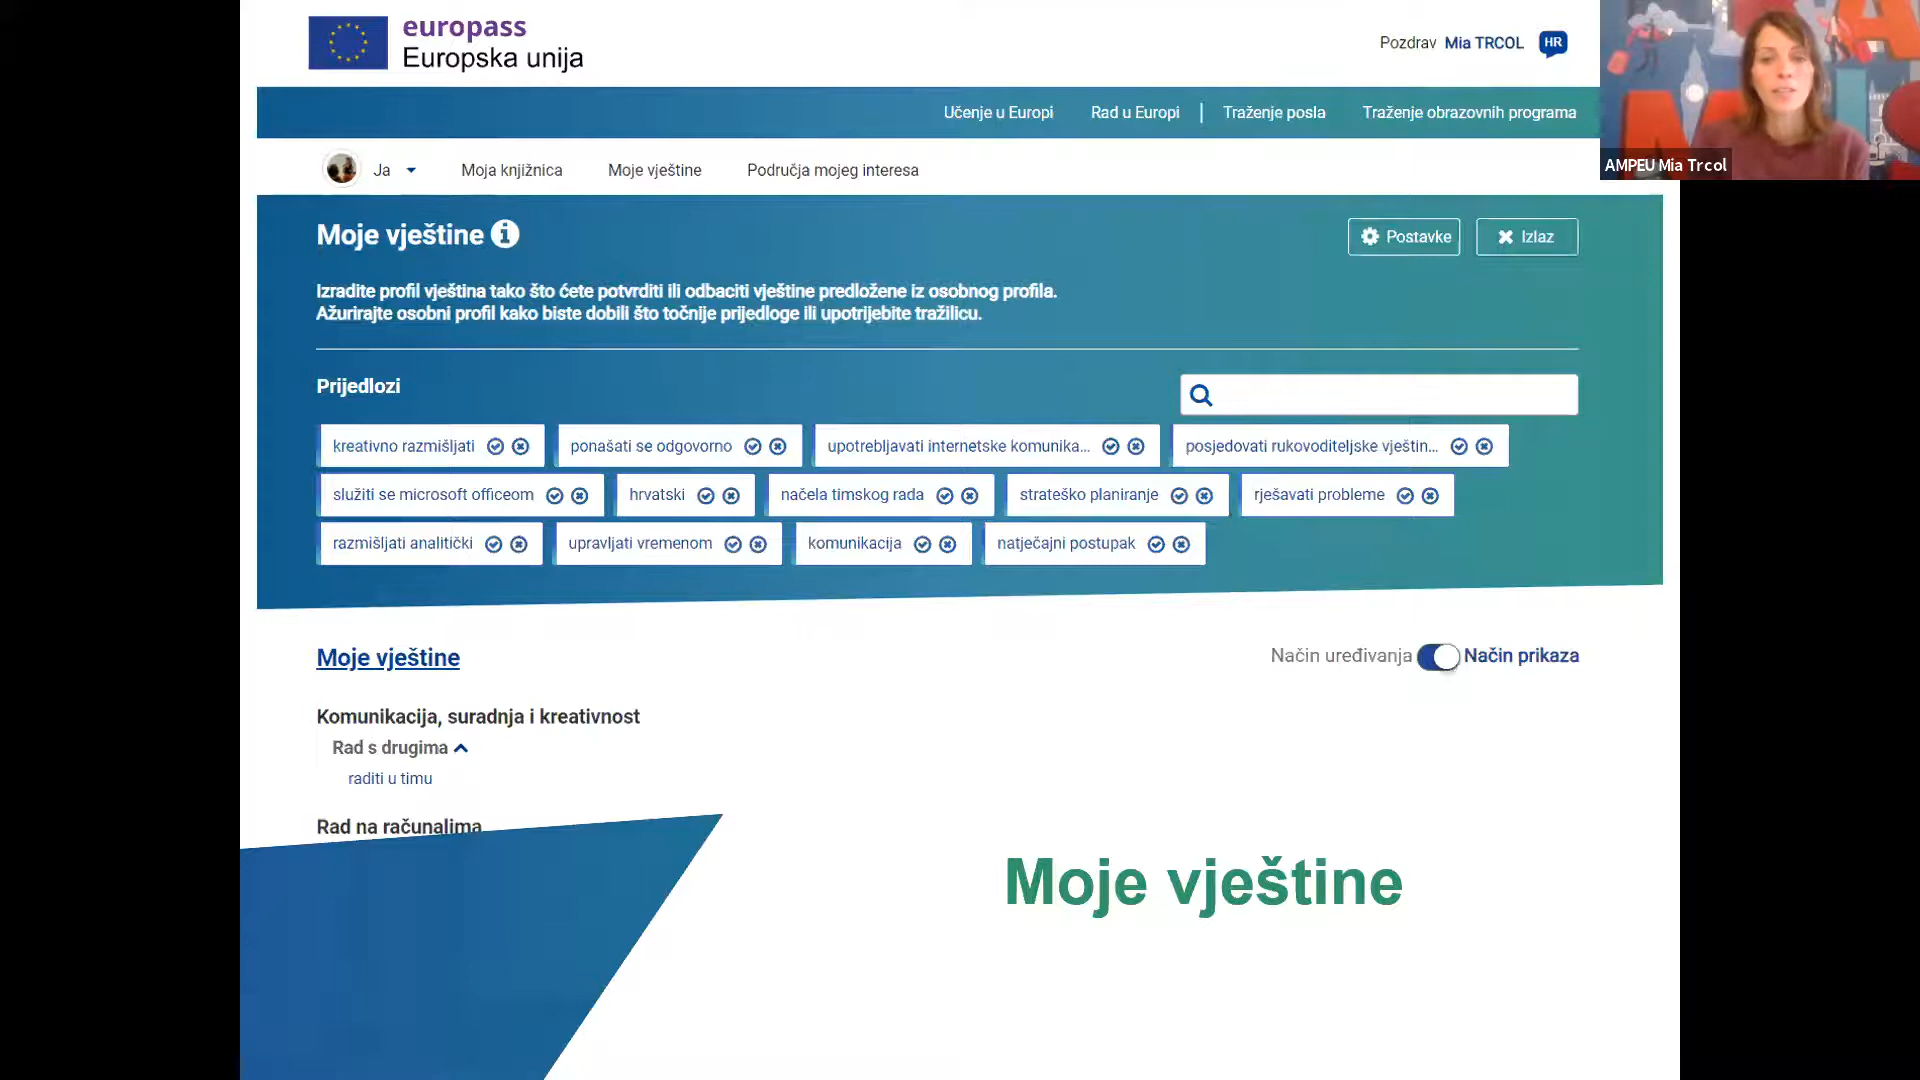 europass
Europska unija
Pozdrav Mia TRCOL HR
AMPEU Mia Trcol
Učenje u Europi Rad u Europi | Traženje posla Traženje obrazovnih programa
Ja Moja knjižnica Moje vještine Područja mojeg interesa
Moje vještine i
Postavke Izlaz
Izradite profil vještina tako što ćete potvrditi ili odbaciti vještine predložene iz osobnog profila.
Ažurirajte osobni profil kako biste dobili što točnije prijedloge ili upotrijebite tražilicu.
Prijedlozi
kreativno razmišljati ponašati se odgovorno upotrebljavati internetske komunika... posjedovati rukovoditeljske vještin...
služiti se microsoft officeom hrvatski načela timskog rada strateško planiranje rješavati probleme
razmišljati analitički upravljati vremenom komunikacija natječajni postupak
Moje vještine
Način uređivanja Način prikaza
Komunikacija, suradnja i kreativnost
Rad s drugima
raditi u timu
Rad na računalima
Moje vještine